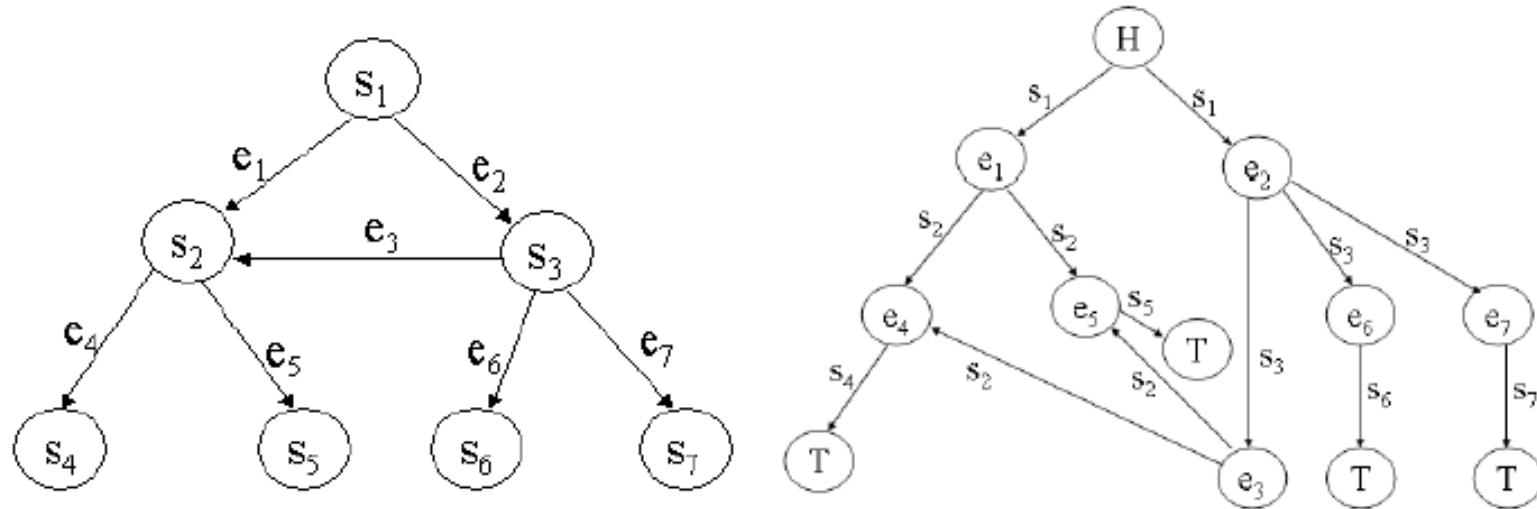 s₁
e₁
e₂
s₂
e₃
s₃
e₄
e₅
e₆
e₇
s₄
s₅
s₆
s₇
H
s₁
s₁
e₁
e₂
s₂
s₂
s₃
s₃
e₄
e₅
s₅
T
e₆
e₇
s₄
s₂
s₂
s₃
s₆
s₇
T
e₃
T
T